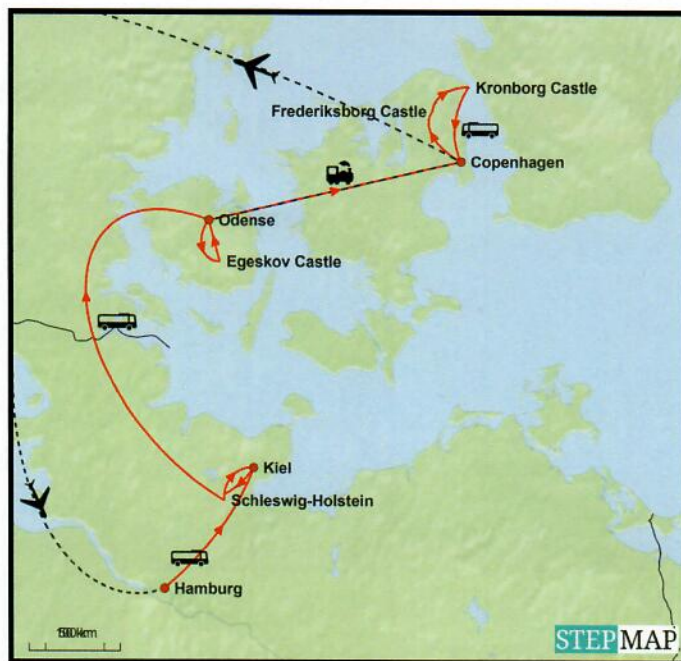 Kronborg Castle
Frederiksborg Castle
Copenhagen
Odense
Egeskov Castle
Kiel
Schleswig-Holstein
Hamburg
STEPMAP